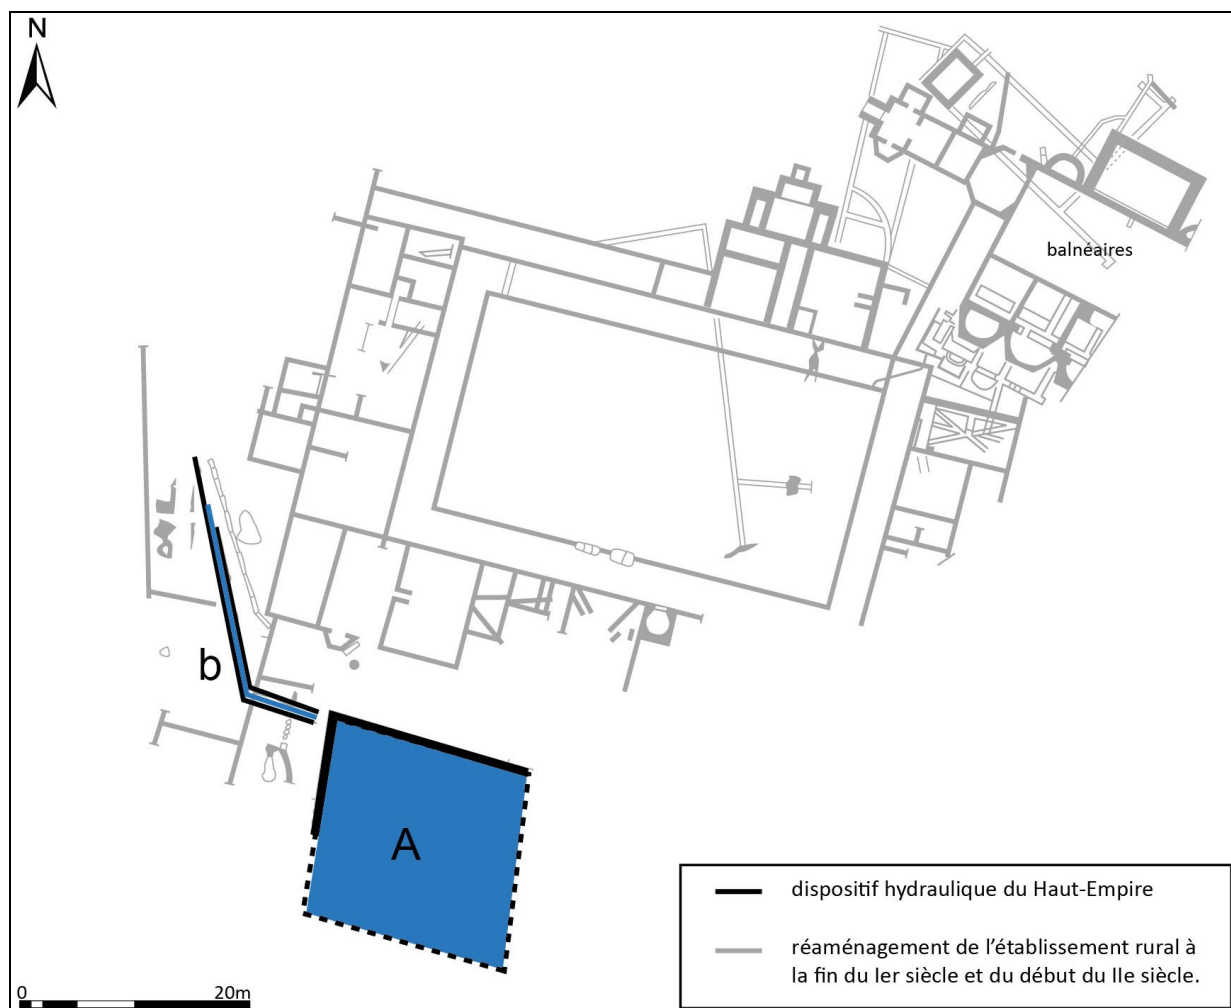 N
balnéaires
b
A
dispositif hydraulique du Haut-Empire
réaménagement de l'établissement rural à
la fin du Ier siècle et du début du IIe siècle.
0 20m